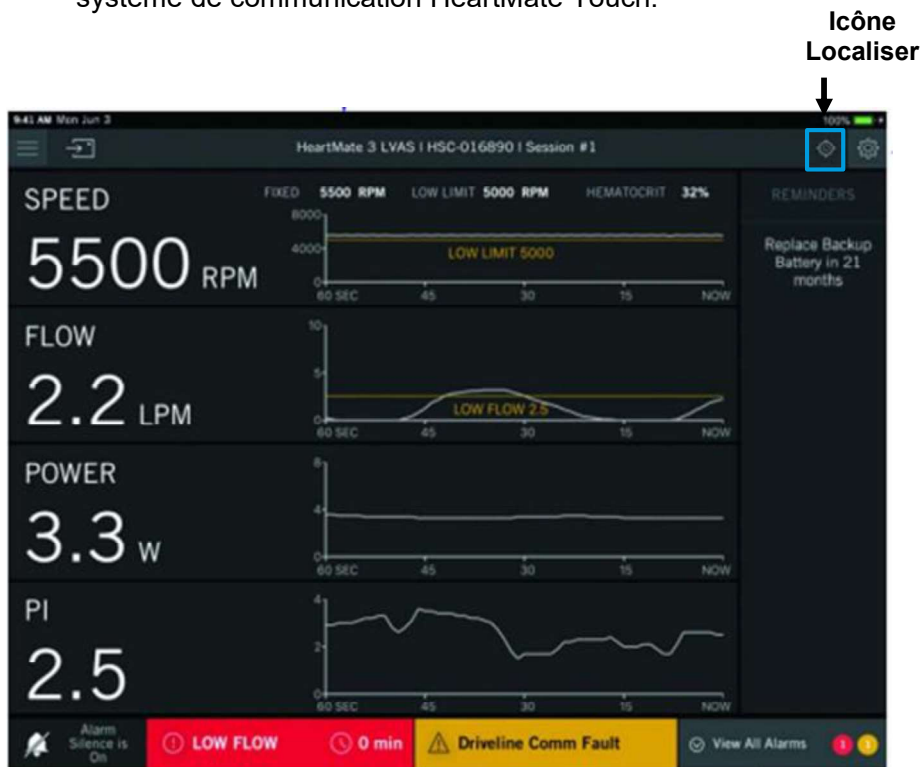 système de communication HeartMate Touch.
Icône
Localiser
9:41 AM Mon Jun 3
100%
HeartMate 3 LVAS I HSC-016890 I Session #1
SPEED
5500 RPM
FIXED 5500 RPM LOW LIMIT 5000 RPM HEMATOCRIT 32%
8000
4000
0
LOW LIMIT 5000
60 SEC 45 30 15 NOW
REMINDERS
Replace Backup
Battery in 21
months
FLOW
2.2 LPM
10
5
0
LOW FLOW 2.5
60 SEC 45 30 15 NOW
POWER
3.3 W
8
4
0
60 SEC 45 30 15 NOW
PI
2.5
4
2
0
60 SEC 45 30 15 NOW
Alarm
Silence is
On
LOW FLOW 0 min
Driveline Comm Fault
View All Alarms 1 1